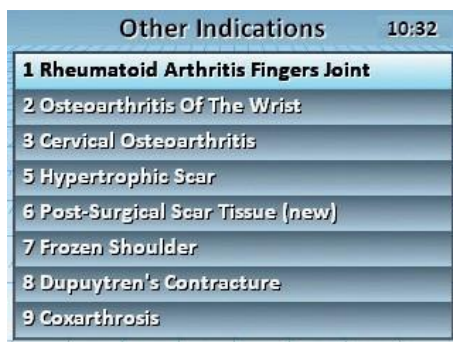 Other Indications 10:32
1 Rheumatoid Arthritis Fingers Joint
2 Osteoarthritis Of The Wrist
3 Cervical Osteoarthritis
5 Hypertrophic Scar
6 Post-Surgical Scar Tissue (new)
7 Frozen Shoulder
8 Dupuytren's Contracture
9 Coxarthrosis